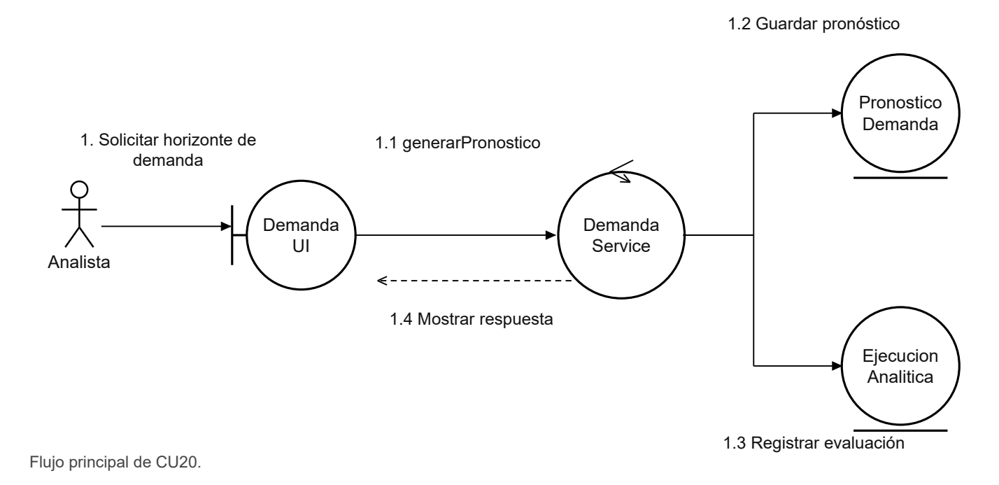 1.2 Guardar pronóstico
Pronostico
Demanda
1. Solicitar horizonte de
demanda
1.1 generarPronostico
Demanda
UI
Demanda
Service
Analista
1.4 Mostrar respuesta
Ejecucion
Analitica
1.3 Registrar evaluación
Flujo principal de CU20.